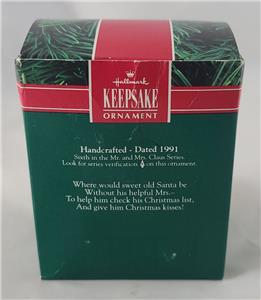 Hallmark
KEEPSAKE
ORNAMENT
Handcrafted - Dated 1991
Sixth in the Mr. and Mrs. Claus Series.
Look for series verification on this ornament.
Where would sweet old Santa be
Without his helpful Mrs.–
To help him check his Christmas list,
And give him Christmas kisses!